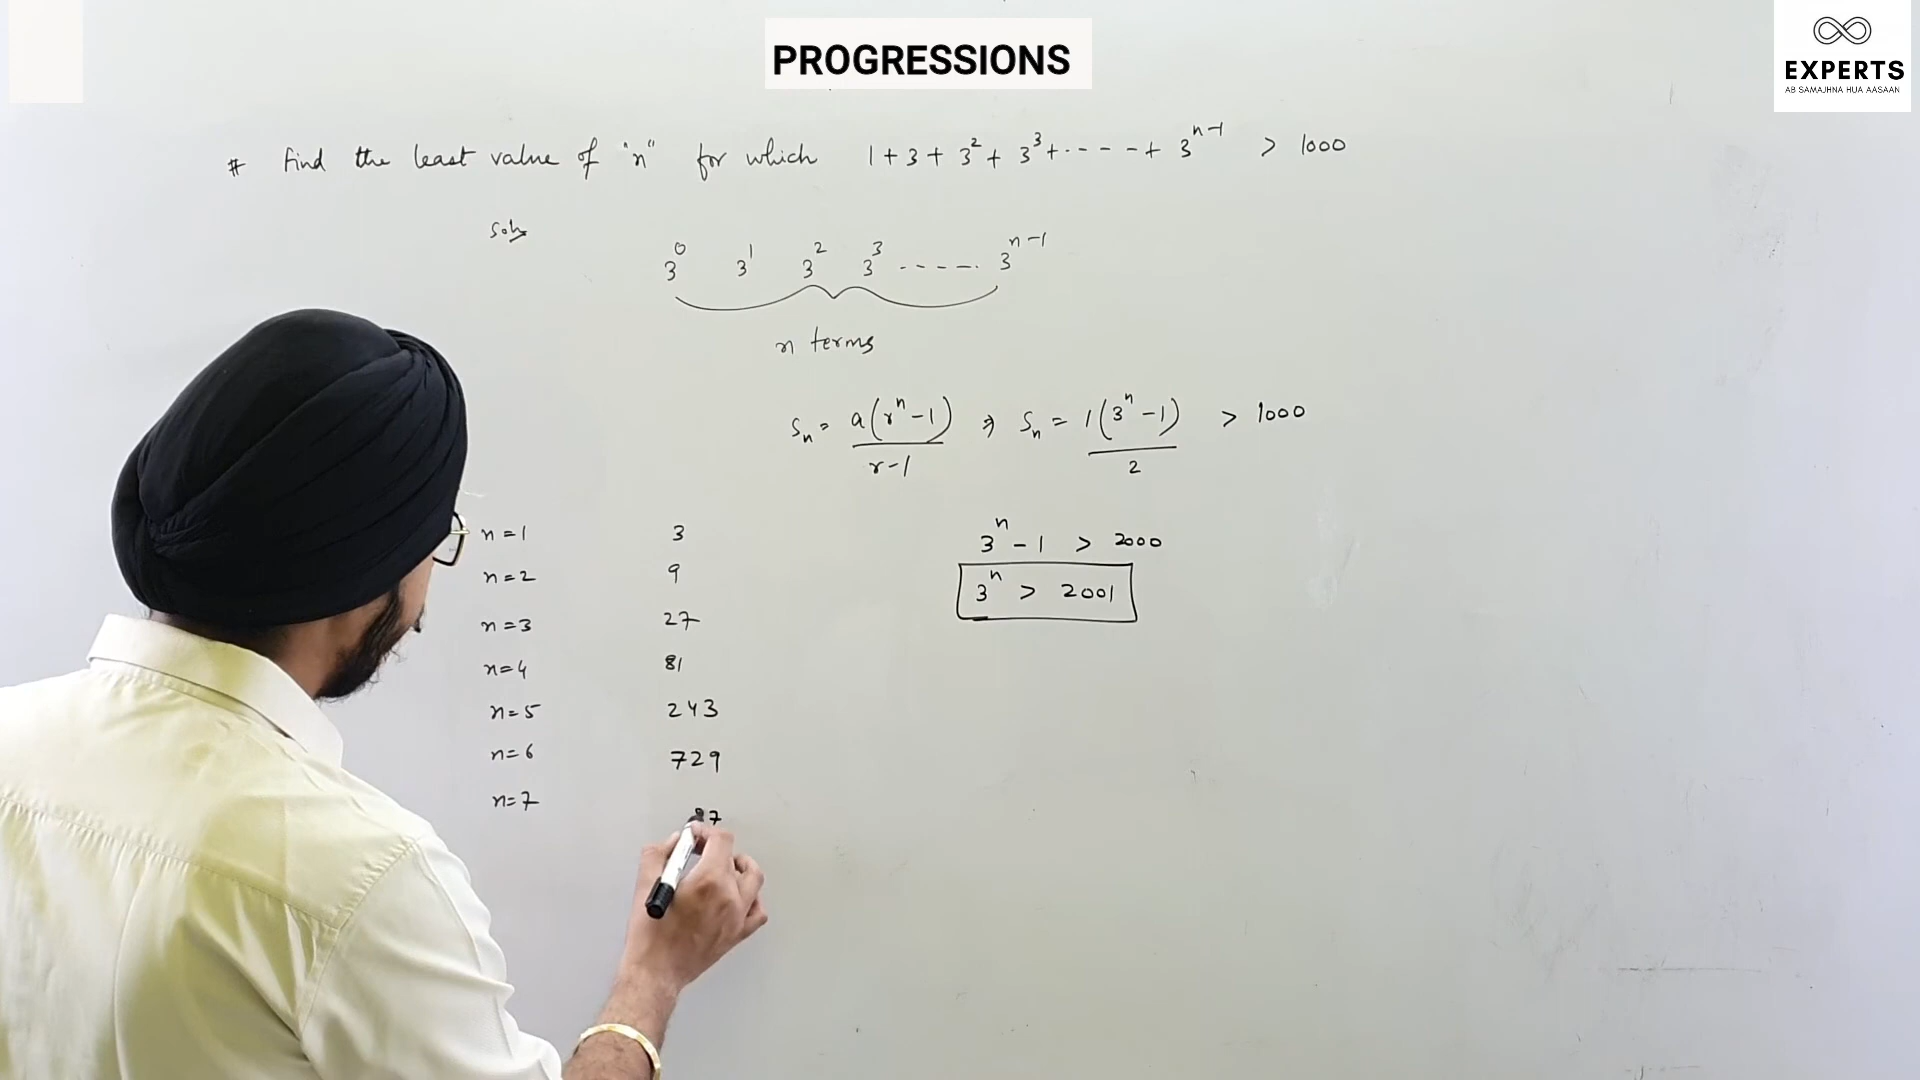 PROGRESSIONS
EXPERTS
AB SAMAJHNA HUA AASAAN
# Find the least value of "n" for which 1 + 3 + 3² + 3³ + ---- + 3ⁿ⁻¹ > 1000
Soln
3⁰ 3¹ 3² 3³ ----- 3ⁿ⁻¹
n terms
Sₙ = a(rⁿ-1)/(r-1) ⇒ Sₙ = 1(3ⁿ-1)/2 > 1000
3ⁿ - 1 > 2000
3ⁿ > 2001
n=1 3
n=2 9
n=3 27
n=4 81
n=5 243
n=6 729
n=7 87